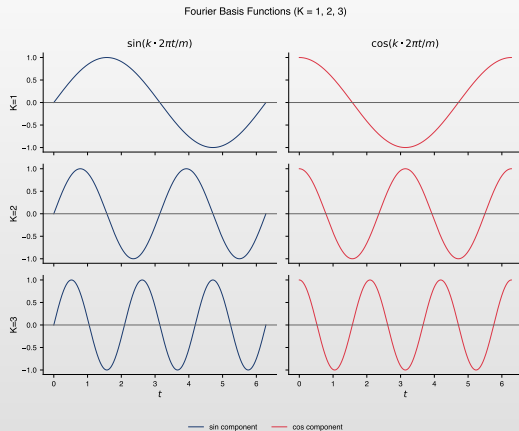 Fourier Basis Functions (K = 1, 2, 3)
sin(k • 2πt/m)
cos(k • 2πt/m)
K=1
1.0
0.5
0.0
−0.5
−1.0
K=2
1.0
0.5
0.0
−0.5
−1.0
K=3
1.0
0.5
0.0
−0.5
−1.0
0 1 2 3 4 5 6
0 1 2 3 4 5 6
t
t
sin component
cos component